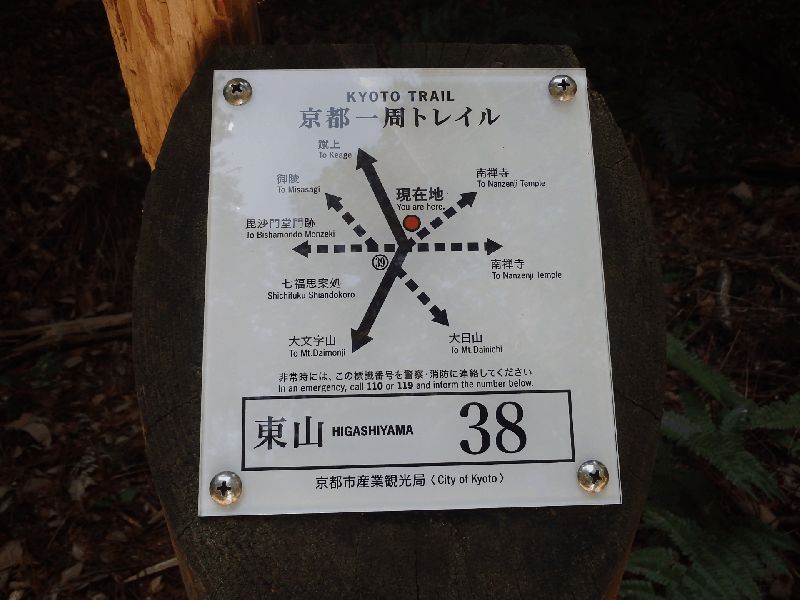 KYOTO TRAIL
京都一周トレイル
蹴上
To Keage
御陵
To Misasagi
南禅寺
To Nanzenji Temple
現在地
You are here.
毘沙門堂門跡
To Bishamondo Monzeki
⑲
南禅寺
To Nanzenji Temple
七福思案処
Shichifuku Shiandokoro
大文字山
To Mt.Daimonji
大日山
To Mt.Dainichi
非常時には、この標識番号を警察・消防に連絡してください
In an emergency, call 110 or 119 and inform the number below.
東山 HIGASHIYAMA 38
京都市産業観光局〈City of Kyoto〉